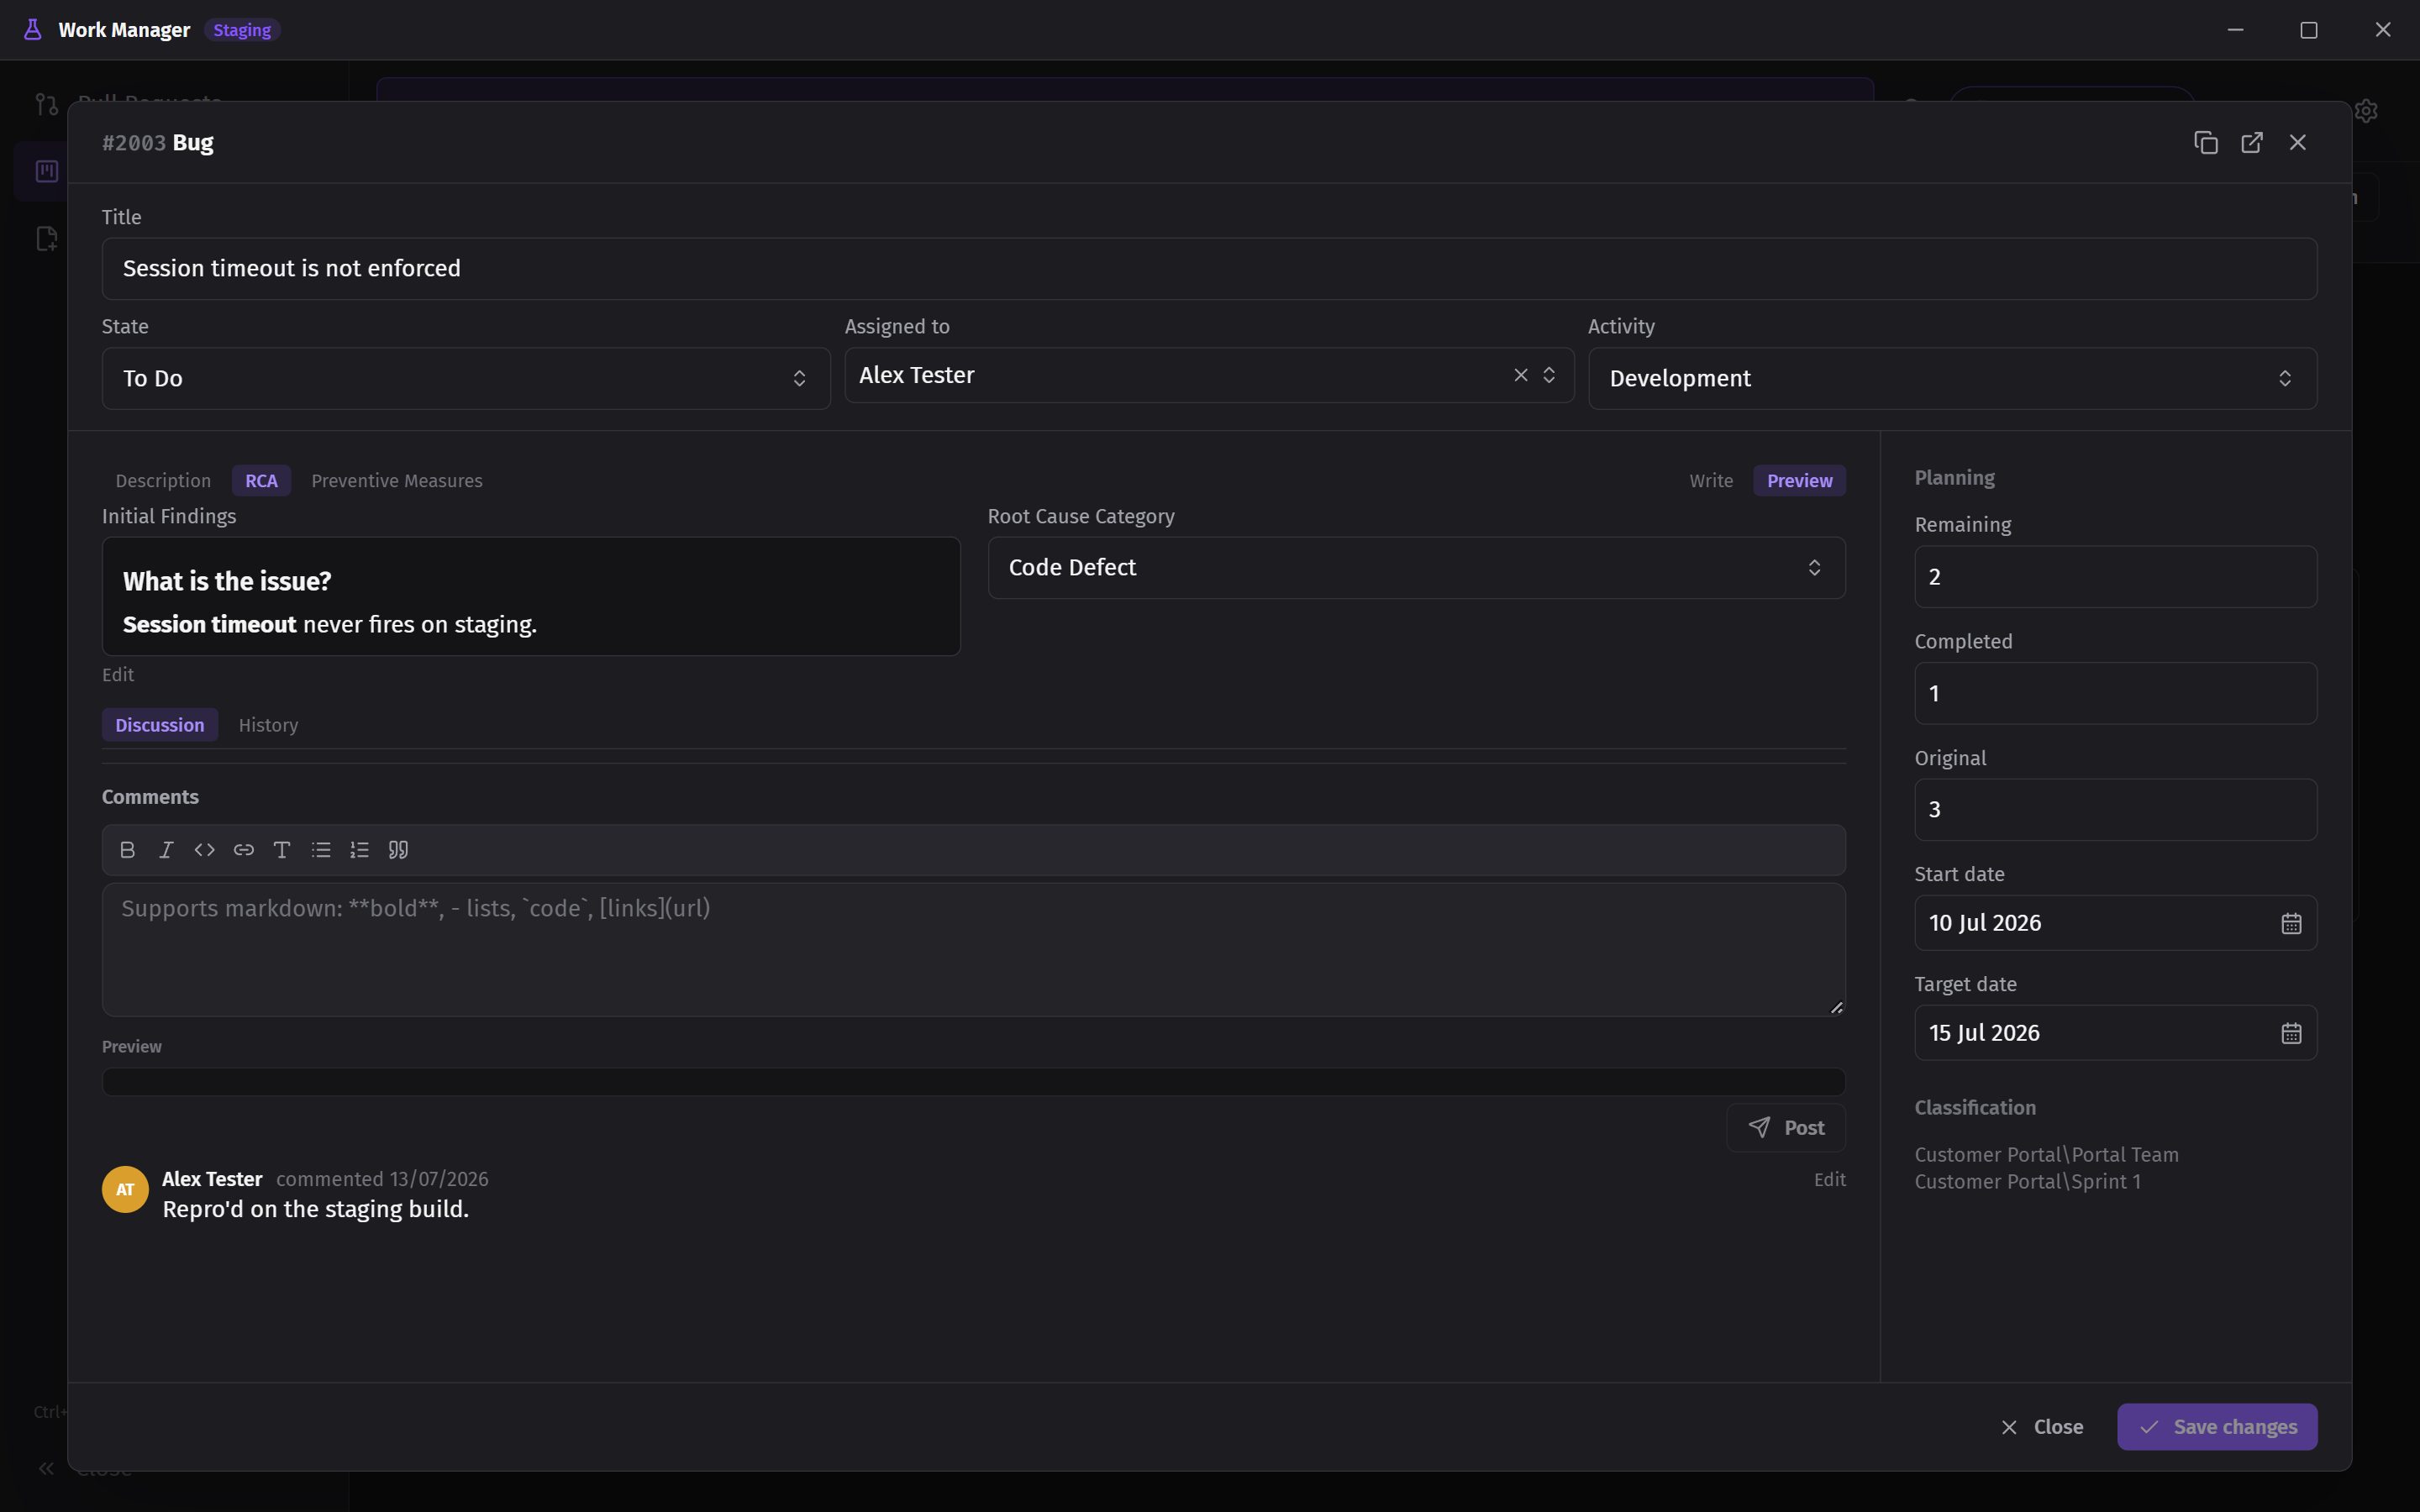 Work Manager Staging
Pull Requests
#2003 Bug
Title
Session timeout is not enforced
State
Assigned to
Activity
To Do
Alex Tester
Development
Description RCA Preventive Measures
Write Preview
Initial Findings
Root Cause Category
What is the issue?
Session timeout never fires on staging.
Code Defect
Edit
Discussion History
Comments
Supports markdown: **bold**, - lists, `code`, [links](url)
Preview
Post
AT
Alex Tester commented 13/07/2026
Edit
Repro'd on the staging build.
Planning
Remaining
2
Completed
1
Original
3
Start date
10 Jul 2026
Target date
15 Jul 2026
Classification
Customer Portal\Portal Team
Customer Portal\Sprint 1
Close
Save changes
Close